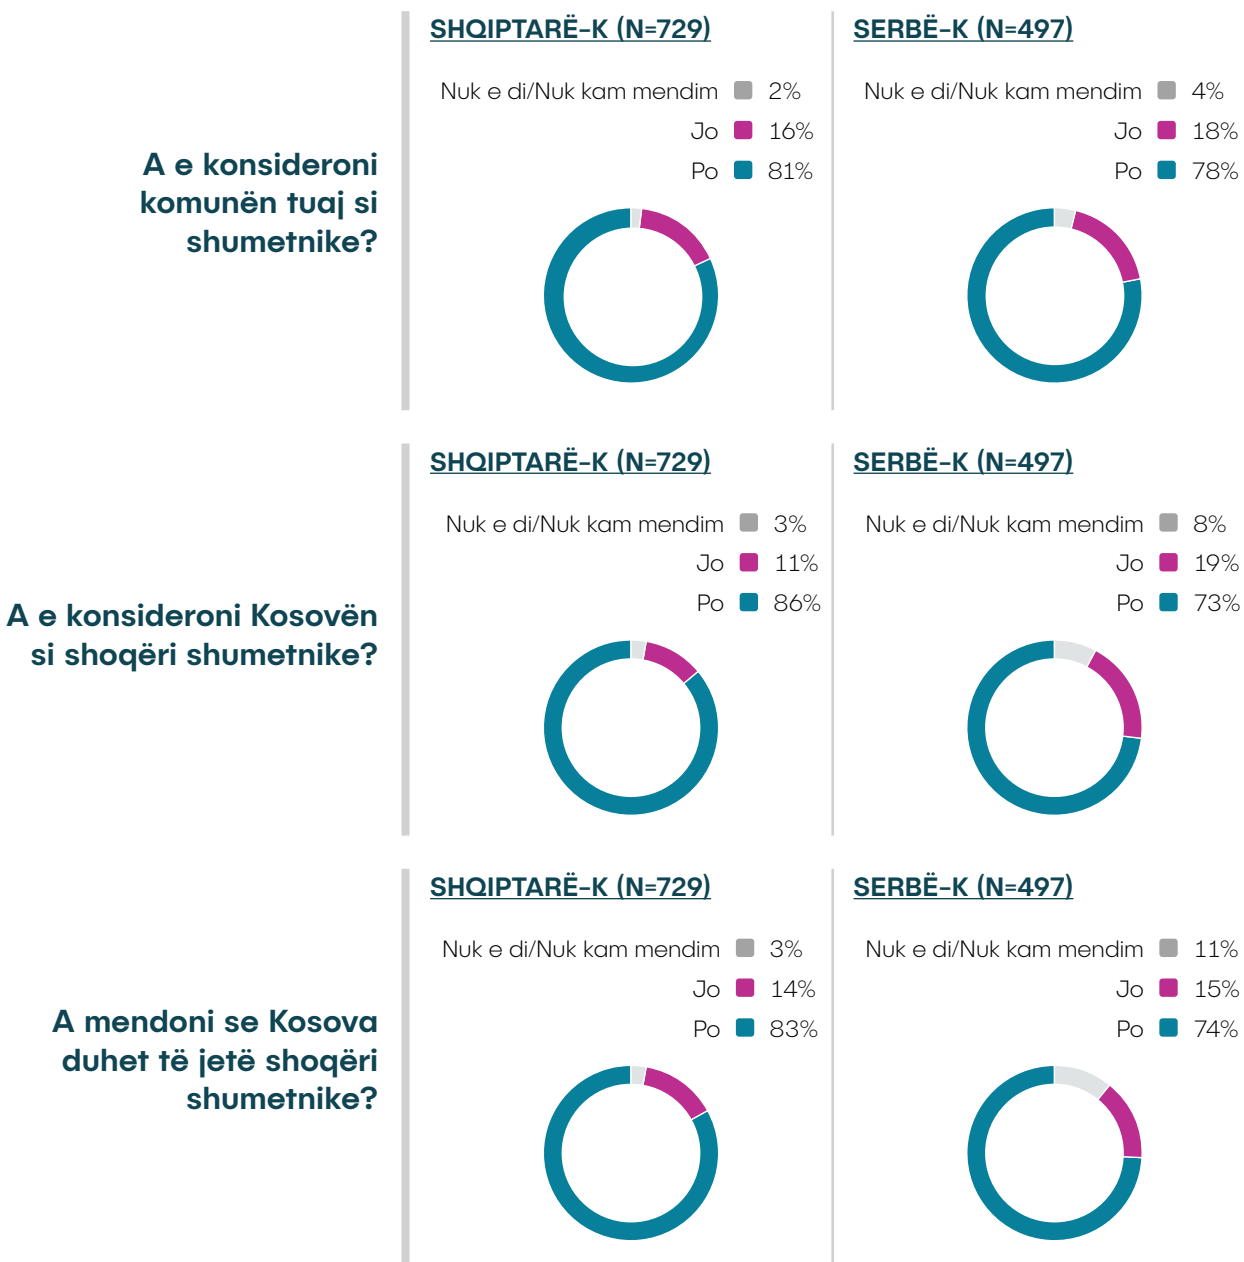 A e konsideroni
komunën tuaj si
shumetnike?
SHQIPTARË-K (N=729)
Nuk e di/Nuk kam mendim 2%
Jo 16%
Po 81%
SERBË-K (N=497)
Nuk e di/Nuk kam mendim 4%
Jo 18%
Po 78%
A e konsideroni Kosovën
si shoqëri shumetnike?
SHQIPTARË-K (N=729)
Nuk e di/Nuk kam mendim 3%
Jo 11%
Po 86%
SERBË-K (N=497)
Nuk e di/Nuk kam mendim 8%
Jo 19%
Po 73%
A mendoni se Kosova
duhet të jetë shoqëri
shumetnike?
SHQIPTARË-K (N=729)
Nuk e di/Nuk kam mendim 3%
Jo 14%
Po 83%
SERBË-K (N=497)
Nuk e di/Nuk kam mendim 11%
Jo 15%
Po 74%